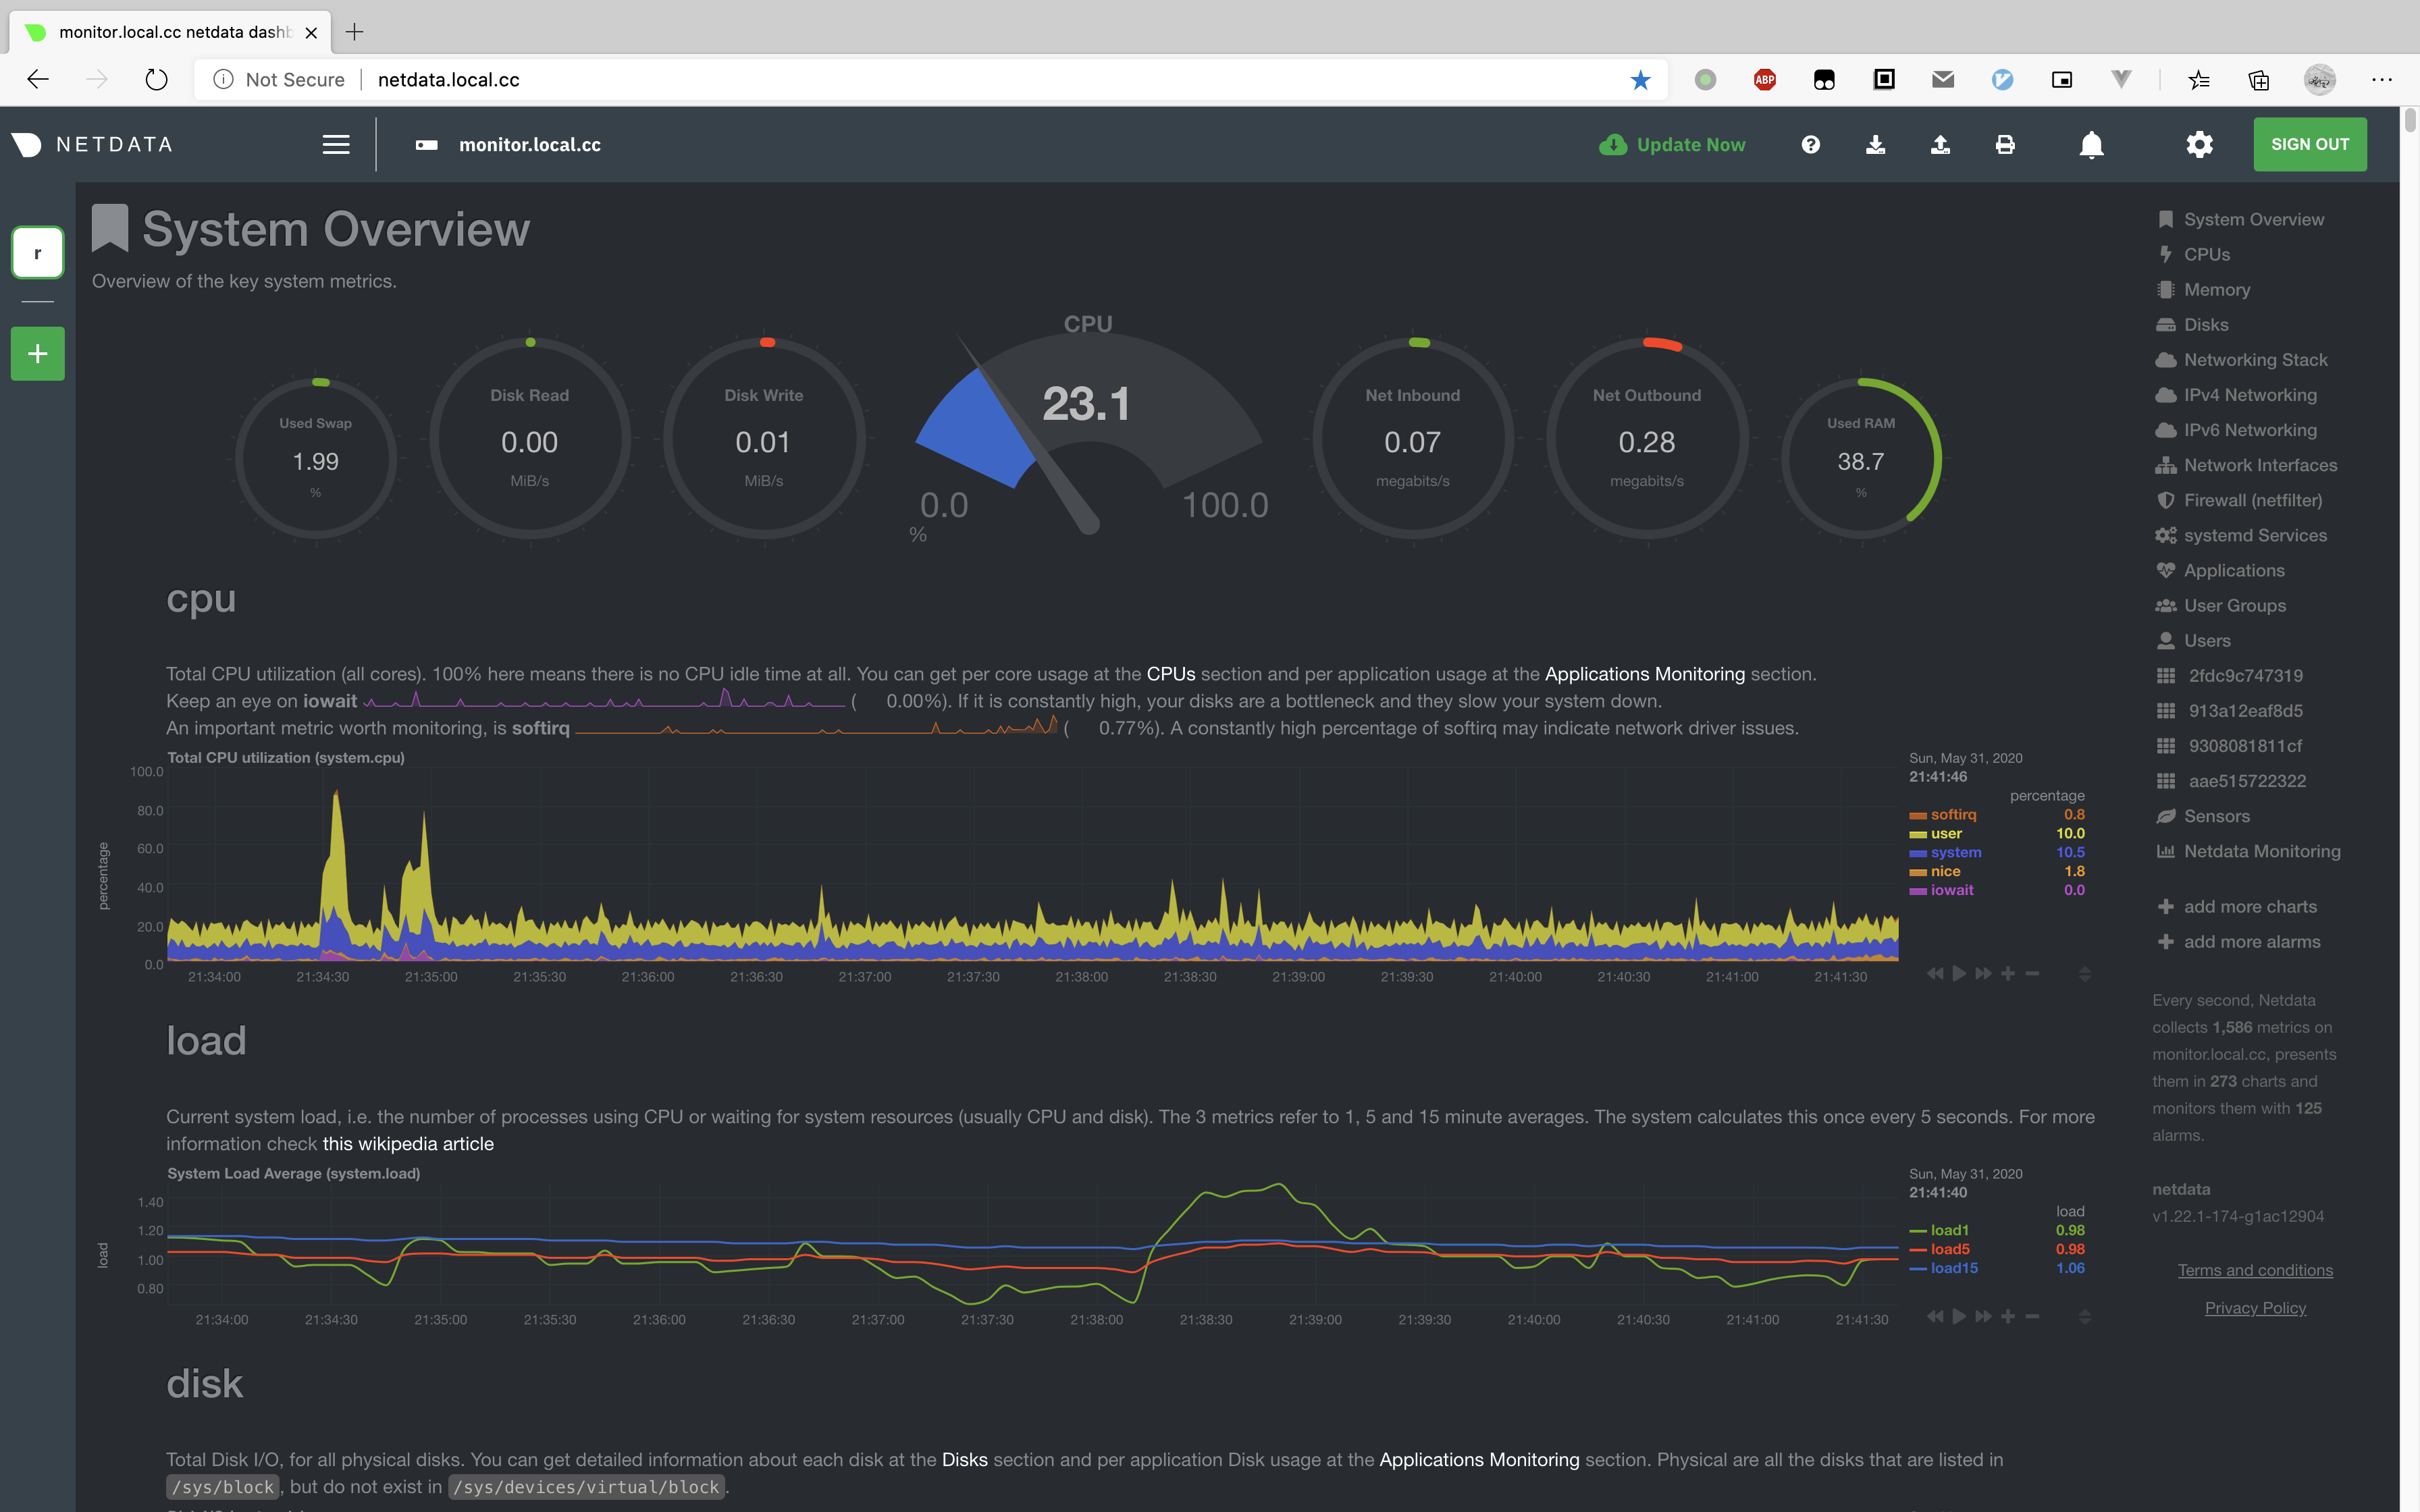 monitor.local.cc netdata dashb
Not Secure
netdata.local.cc
ABP
NETDATA
monitor.local.cc
Update Now
SIGN OUT
r
System Overview
Overview of the key system metrics.
Used Swap
1.99
%
Disk Read
0.00
MiB/s
Disk Write
0.01
MiB/s
CPU
23.1
0.0
100.0
%
Net Inbound
0.07
megabits/s
Net Outbound
0.28
megabits/s
Used RAM
38.7
%
cpu
Total CPU utilization (all cores). 100% here means there is no CPU idle time at all. You can get per core usage at the CPUs section and per application usage at the Applications Monitoring section.
Keep an eye on iowait ( 0.00%). If it is constantly high, your disks are a bottleneck and they slow your system down.
An important metric worth monitoring, is softirq ( 0.77%). A constantly high percentage of softirq may indicate network driver issues.
Total CPU utilization (system.cpu)
percentage
100.0
80.0
60.0
40.0
20.0
0.0
21:34:00 21:34:30 21:35:00 21:35:30 21:36:00 21:36:30 21:37:00 21:37:30 21:38:00 21:38:30 21:39:00 21:39:30 21:40:00 21:40:30 21:41:00 21:41:30
Sun, May 31, 2020
21:41:46
percentage
softirq 0.8
user 10.0
system 10.5
nice 1.8
iowait 0.0
load
Current system load, i.e. the number of processes using CPU or waiting for system resources (usually CPU and disk). The 3 metrics refer to 1, 5 and 15 minute averages. The system calculates this once every 5 seconds. For more
information check this wikipedia article
System Load Average (system.load)
load
1.40
1.20
1.00
0.80
21:34:00 21:34:30 21:35:00 21:35:30 21:36:00 21:36:30 21:37:00 21:37:30 21:38:00 21:38:30 21:39:00 21:39:30 21:40:00 21:40:30 21:41:00 21:41:30
Sun, May 31, 2020
21:41:40
load
load1 0.98
load5 0.98
load15 1.06
disk
Total Disk I/O, for all physical disks. You can get detailed information about each disk at the Disks section and per application Disk usage at the Applications Monitoring section. Physical are all the disks that are listed in
/sys/block, but do not exist in /sys/devices/virtual/block.
System Overview
CPUs
Memory
Disks
Networking Stack
IPv4 Networking
IPv6 Networking
Network Interfaces
Firewall (netfilter)
systemd Services
Applications
User Groups
Users
2fdc9c747319
913a12eaf8d5
9308081811cf
aae515722322
Sensors
Netdata Monitoring
add more charts
add more alarms
Every second, Netdata
collects 1,586 metrics on
monitor.local.cc, presents
them in 273 charts and
monitors them with 125
alarms.
netdata
v1.22.1-174-g1ac12904
Terms and conditions
Privacy Policy